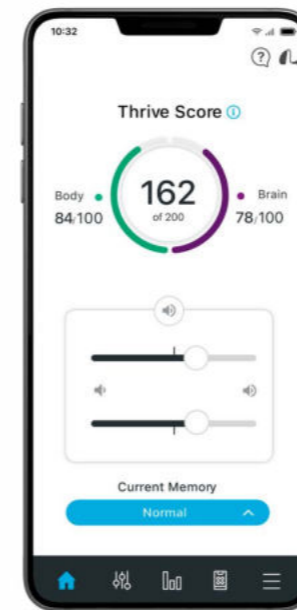 10:32
Thrive Score
Body
84/100
162
of 200
Brain
78/100
Current Memory
Normal